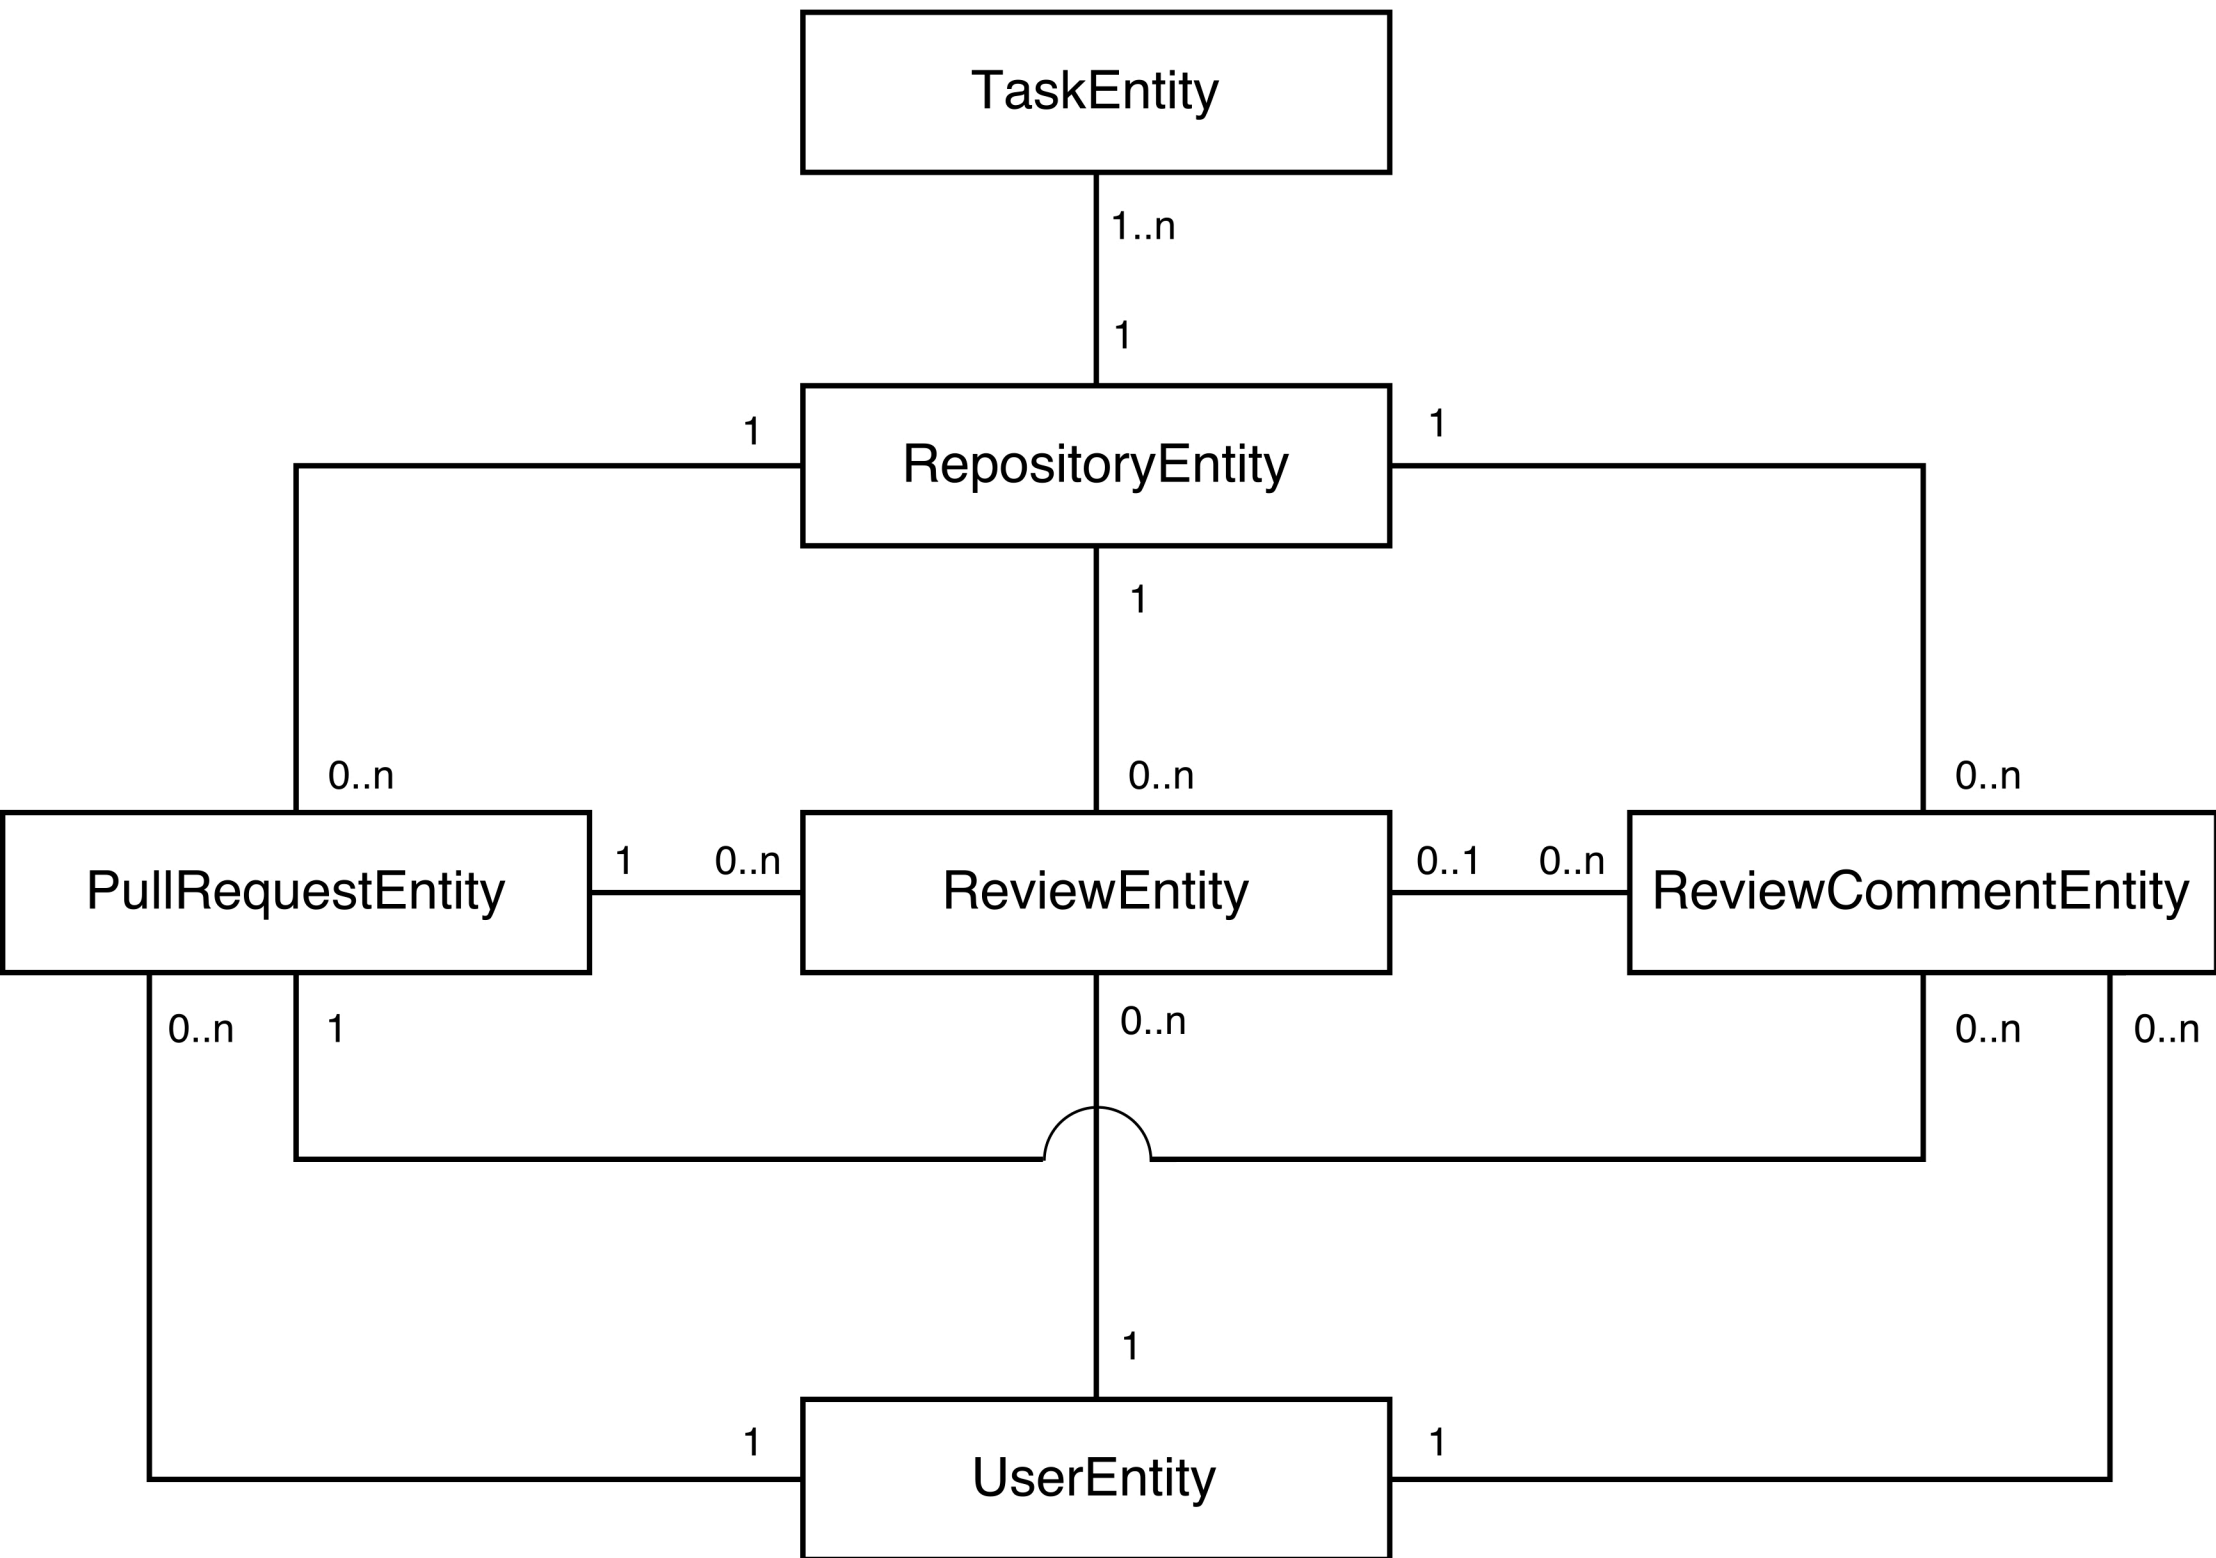 TaskEntity
1..n
1
1
1
RepositoryEntity
1
0..n
0..n
0..n
1
0..n
0..1
0..n
PullRequestEntity
ReviewEntity
ReviewCommentEntity
0..n
1
0..n
0..n
0..n
1
1
1
UserEntity